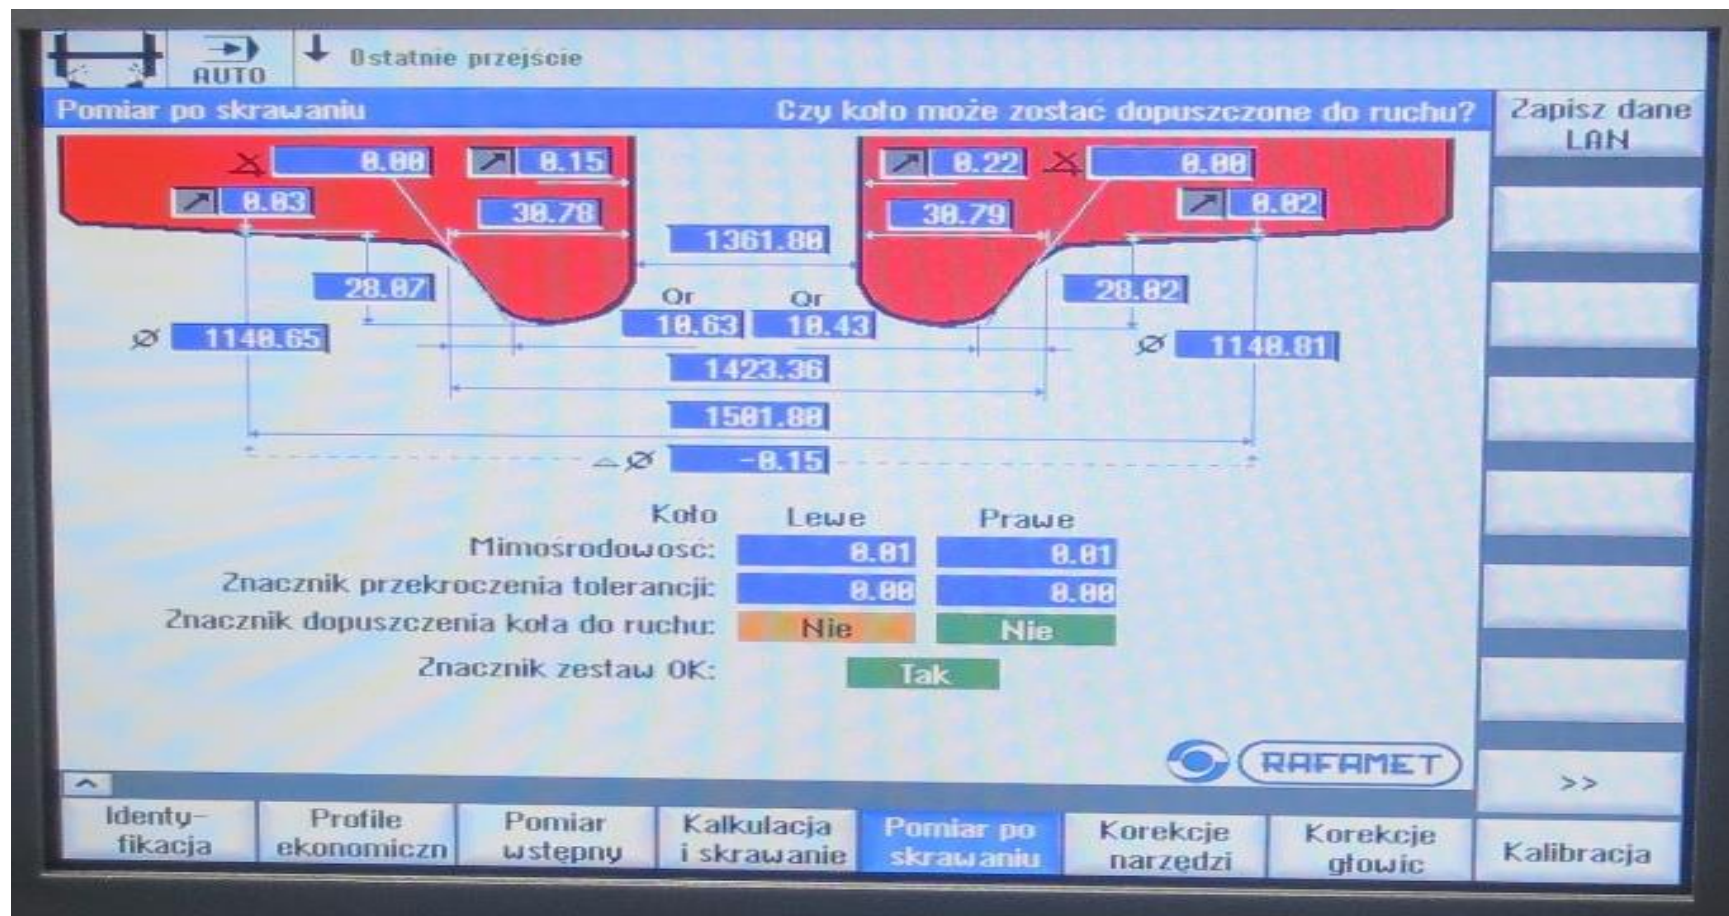 AUTO
Ostatnie przejście
Pomiar po skrawaniu
Czy koło może zostać dopuszczone do ruchu?
Zapisz dane
LAN
0.00
0.15
0.22
0.00
0.03
30.78
30.79
0.02
1361.80
28.07
28.02
Qr
Qr
10.63
10.43
Ø 1140.65
Ø 1140.81
1423.36
1501.80
△Ø -0.15
Koło Lewe Prawe
Mimośrodowość: 0.01 0.01
Znacznik przekroczenia tolerancji: 0.00 0.00
Znacznik dopuszczenia koła do ruchu: Nie Nie
Znacznik zestaw OK: Tak
RAFAMET
>>
Identy-
fikacja
Profile
ekonomiczn
Pomiar
wstępny
Kalkulacja
i skrawanie
Pomiar po
skrawaniu
Korekcje
narzędzi
Korekcje
głowic
Kalibracja